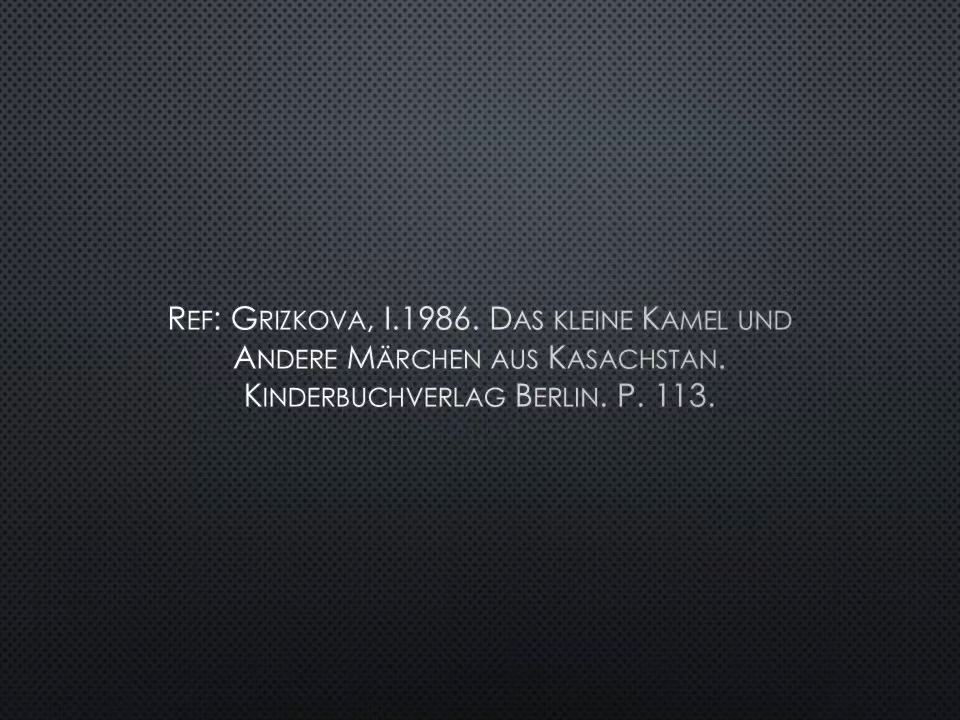 Ref: Grizkova, I.1986. Das kleine Kamel und
Andere Märchen aus Kasachstan.
Kinderbuchverlag Berlin. P. 113.